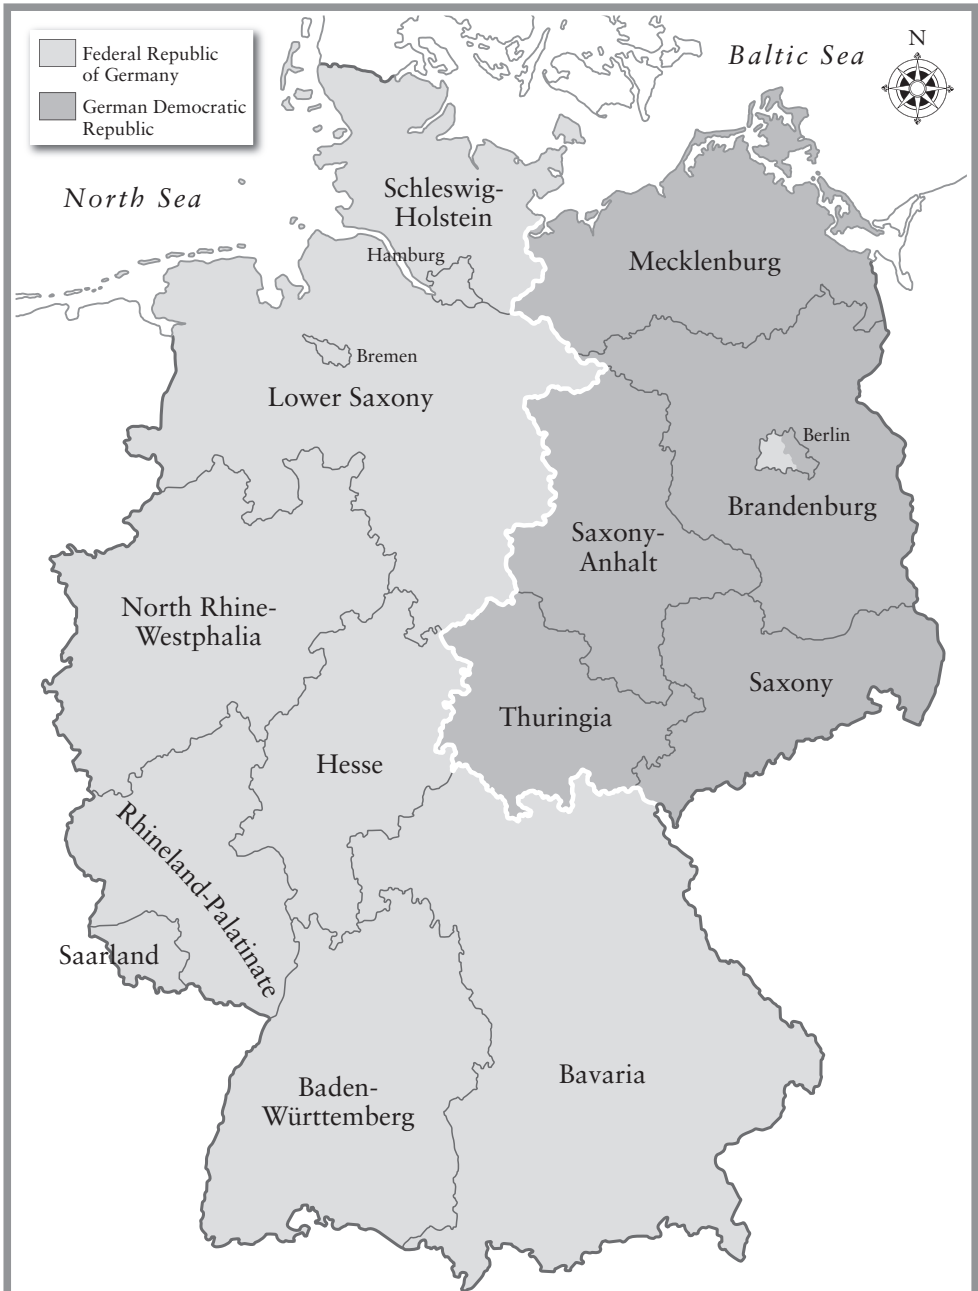 Federal Republic
of Germany
German Democratic
Republic
Baltic Sea
N
North Sea
Schleswig-
Holstein
Hamburg
Mecklenburg
Bremen
Lower Saxony
Berlin
Brandenburg
Saxony-
Anhalt
North Rhine-
Westphalia
Saxony
Thuringia
Hesse
Rhineland-Palatinate
Saarland
Bavaria
Baden-
Württemberg